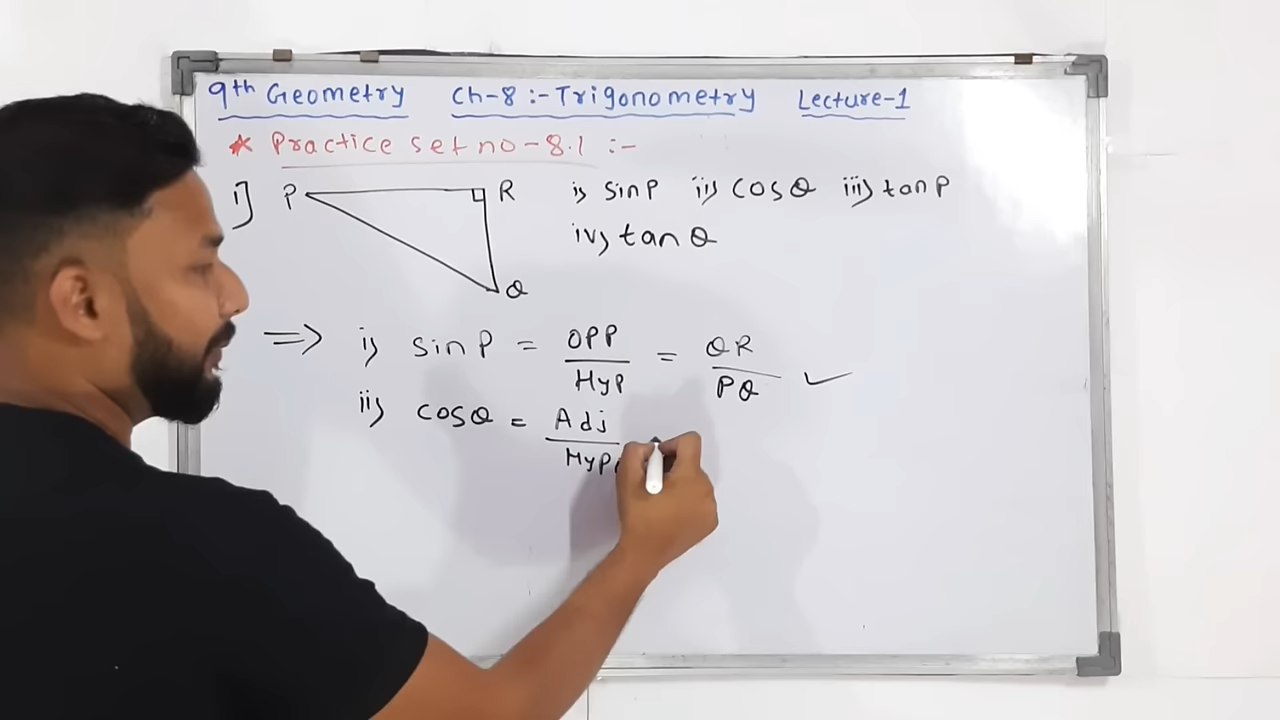 9th Geometry Ch-8:- Trigonometry Lecture-1
* Practice set no-8.1 :-
1] P R i) sin P ii) cos Q iii) tan P
iv) tan Q
Q
=> i) sin P = OPP/HyP = QR/PQ ✓
ii) cos Q = Adj/HyP